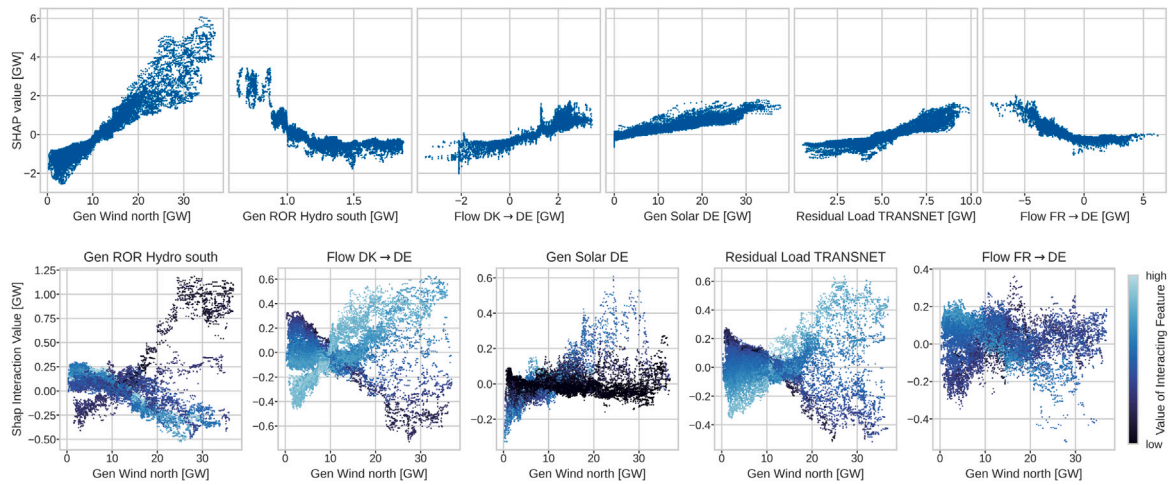 SHAP value [GW]
6
4
2
0
−2
0 10 20 30
Gen Wind north [GW]
1.0 1.5
Gen ROR Hydro south [GW]
−2 0 2
Flow DK → DE [GW]
0 10 20 30
Gen Solar DE [GW]
2.5 5.0 7.5 10.0
Residual Load TRANSNET [GW]
−5 0 5
Flow FR → DE [GW]
Gen ROR Hydro south
Shap Interaction Value [GW]
1.25
1.00
0.75
0.50
0.25
0.00
−0.25
−0.50
0 10 20 30
Gen Wind north [GW]
Flow DK → DE
0.6
0.4
0.2
0.0
−0.2
−0.4
−0.6
0 10 20 30
Gen Wind north [GW]
Gen Solar DE
0.6
0.4
0.2
0.0
−0.2
0 10 20 30
Gen Wind north [GW]
Residual Load TRANSNET
0.6
0.4
0.2
0.0
−0.2
−0.4
0 10 20 30
Gen Wind north [GW]
Flow FR → DE
0.4
0.2
0.0
−0.2
−0.4
−0.6
0 10 20 30
Gen Wind north [GW]
high
low
Value of Interacting Feature 2